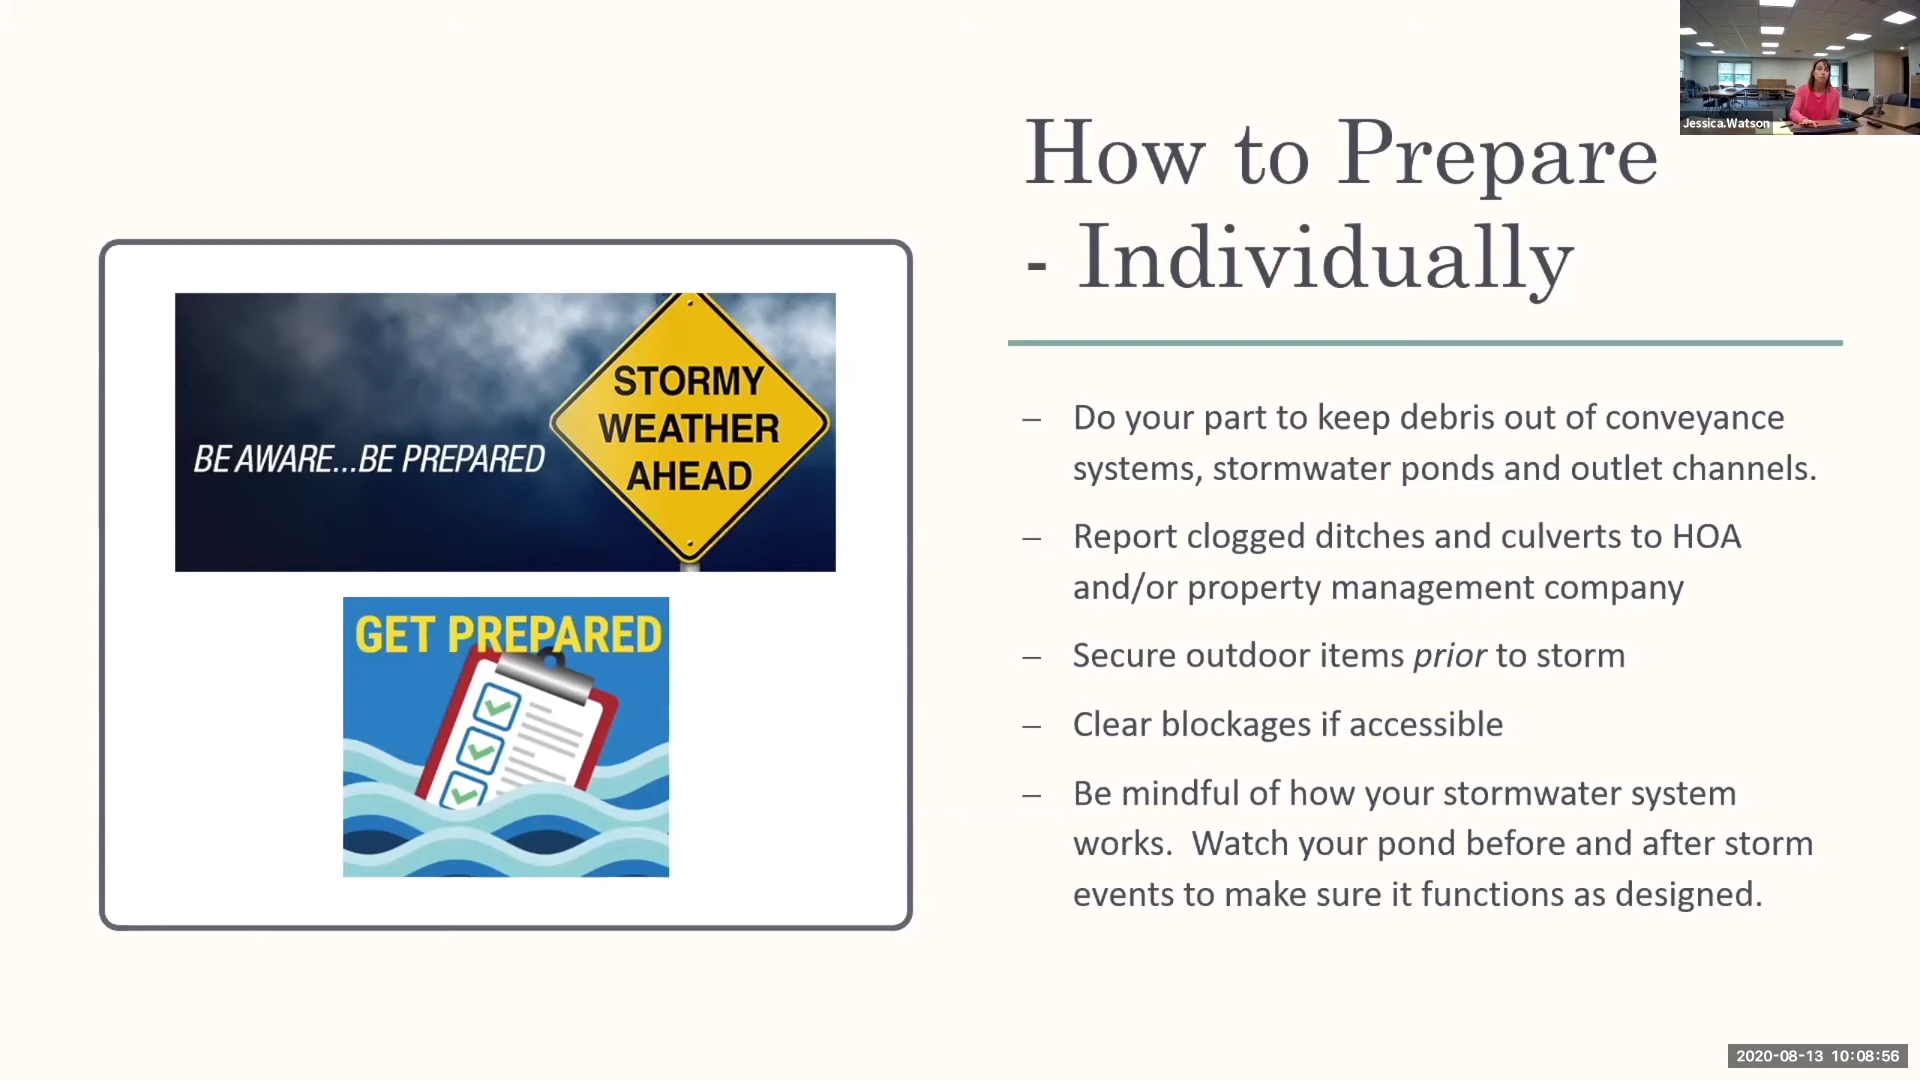 Jessica.Watson
How to Prepare
- Individually
BE AWARE...BE PREPARED
STORMY
WEATHER
AHEAD
GET PREPARED
– Do your part to keep debris out of conveyance
systems, stormwater ponds and outlet channels.
– Report clogged ditches and culverts to HOA
and/or property management company
– Secure outdoor items prior to storm
– Clear blockages if accessible
– Be mindful of how your stormwater system
works.  Watch your pond before and after storm
events to make sure it functions as designed.
2020-08-13 10:08:56